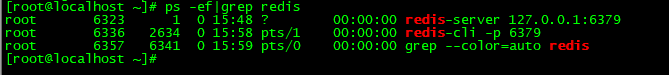 [root@localhost ~]# ps -ef|grep redis
root      6323     1  0 15:48 ?        00:00:00 redis-server 127.0.0.1:6379
root      6336  2634  0 15:58 pts/1    00:00:00 redis-cli -p 6379
root      6357  6341  0 15:59 pts/0    00:00:00 grep --color=auto redis
[root@localhost ~]#